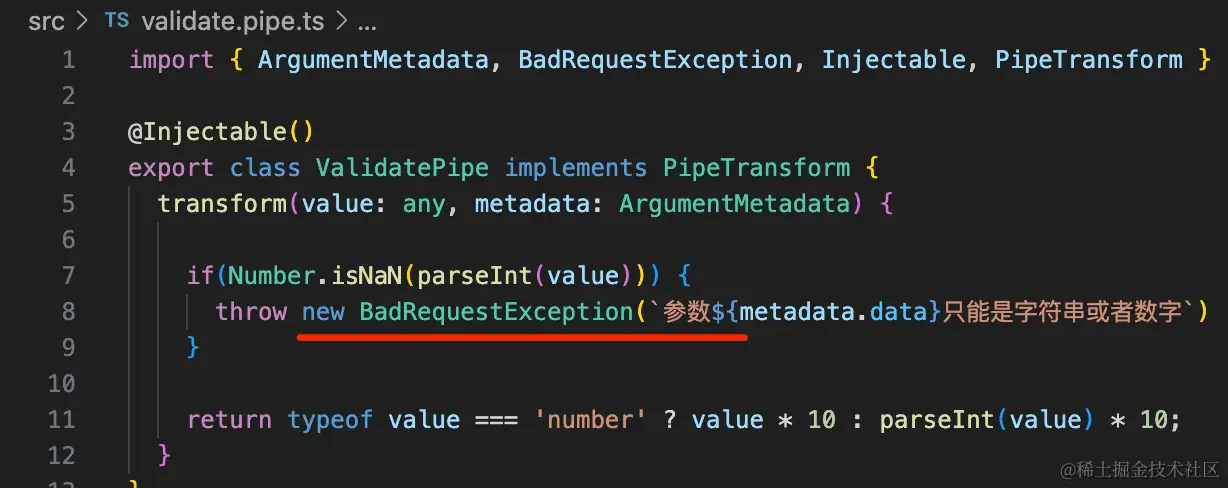 src > TS validate.pipe.ts > ...
1 import { ArgumentMetadata, BadRequestException, Injectable, PipeTransform }
2
3 @Injectable()
4 export class ValidatePipe implements PipeTransform {
5 transform(value: any, metadata: ArgumentMetadata) {
6
7 if(Number.isNaN(parseInt(value))) {
8 throw new BadRequestException(`参数${metadata.data}只能是字符串或者数字`)
9 }
10
11 return typeof value === 'number' ? value * 10 : parseInt(value) * 10;
12 }
@稀土掘金技术社区